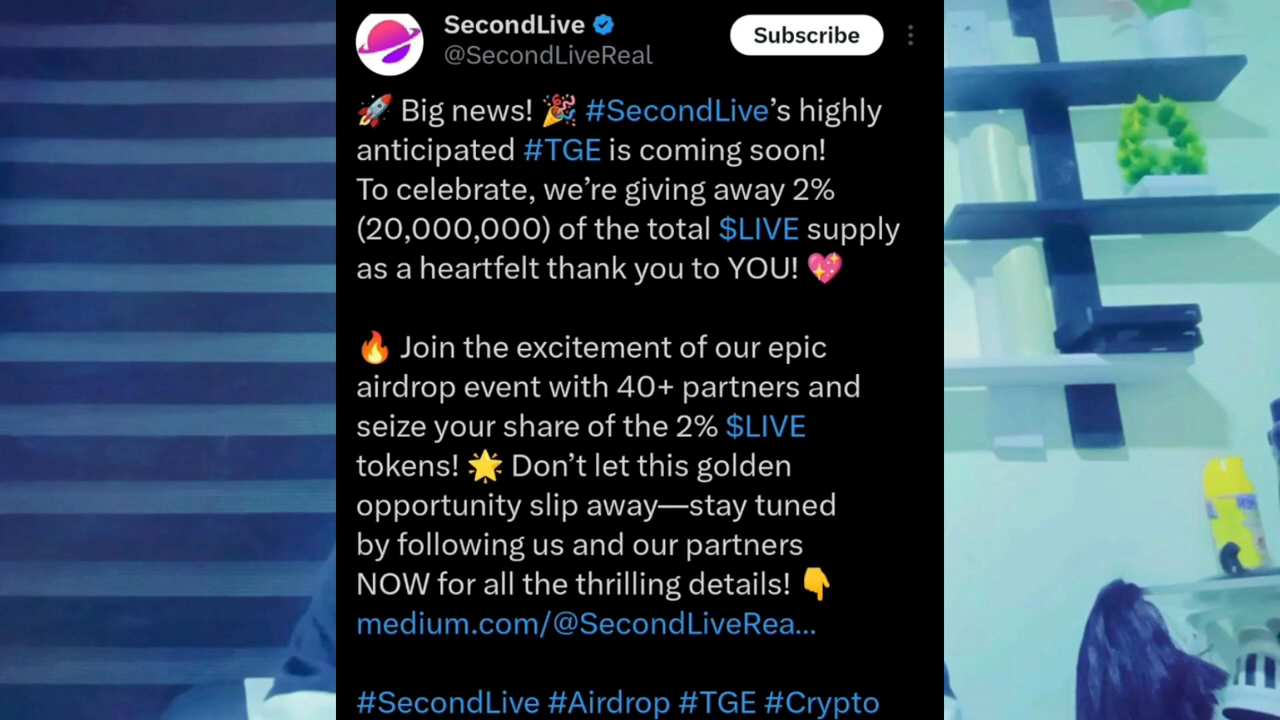 SecondLive
@SecondLiveReal
Subscribe
🚀 Big news! 🎉 #SecondLive’s highly
anticipated #TGE is coming soon!
To celebrate, we’re giving away 2%
(20,000,000) of the total $LIVE supply
as a heartfelt thank you to YOU! 💖
🔥 Join the excitement of our epic
airdrop event with 40+ partners and
seize your share of the 2% $LIVE
tokens! 🌟 Don’t let this golden
opportunity slip away—stay tuned
by following us and our partners
NOW for all the thrilling details! 👇
medium.com/@SecondLiveRea...
#SecondLive #Airdrop #TGE #Crypto